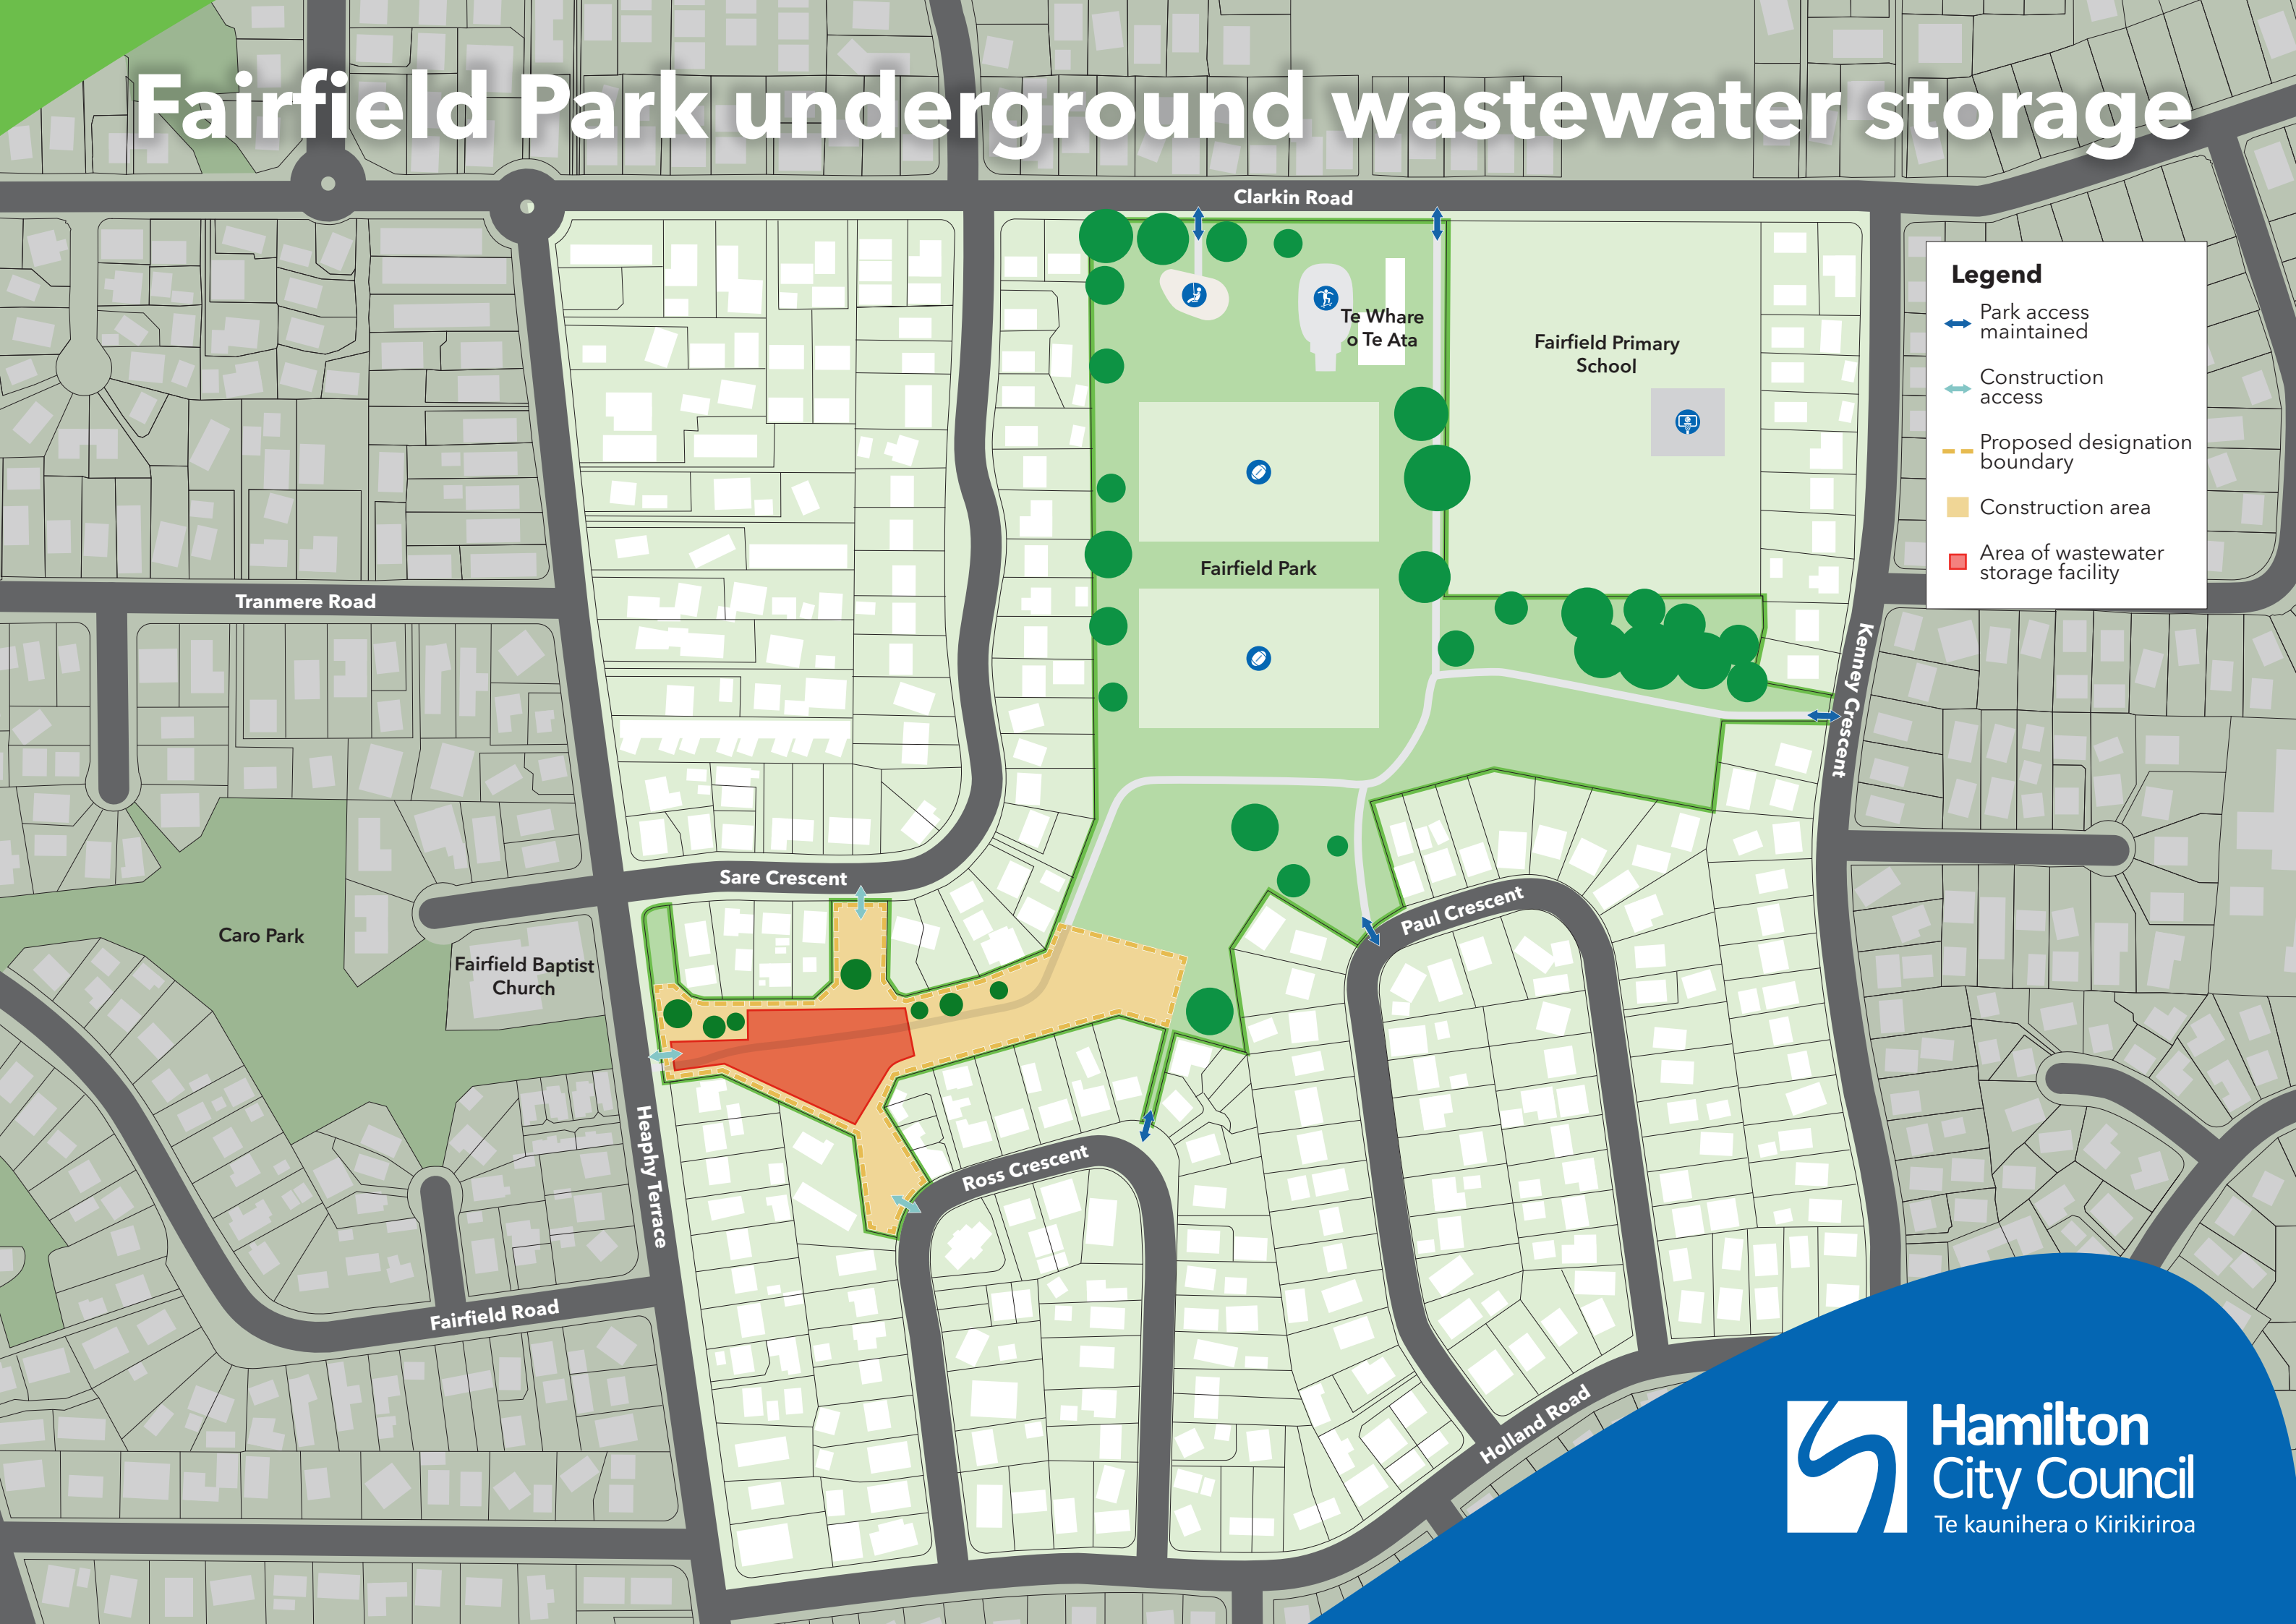 Fairfield Park underground wastewater storage
Clarkin Road
Legend
Park access
maintained
Construction
access
Proposed designation
boundary
Construction area
Area of wastewater
storage facility
Te Whare
o Te Ata
Fairfield Primary
School
Fairfield Park
Tranmere Road
Kenney Crescent
Sare Crescent
Paul Crescent
Caro Park
Fairfield Baptist
Church
Heaphy Terrace
Ross Crescent
Fairfield Road
Holland Road
Hamilton
City Council
Te kaunihera o Kirikiriroa